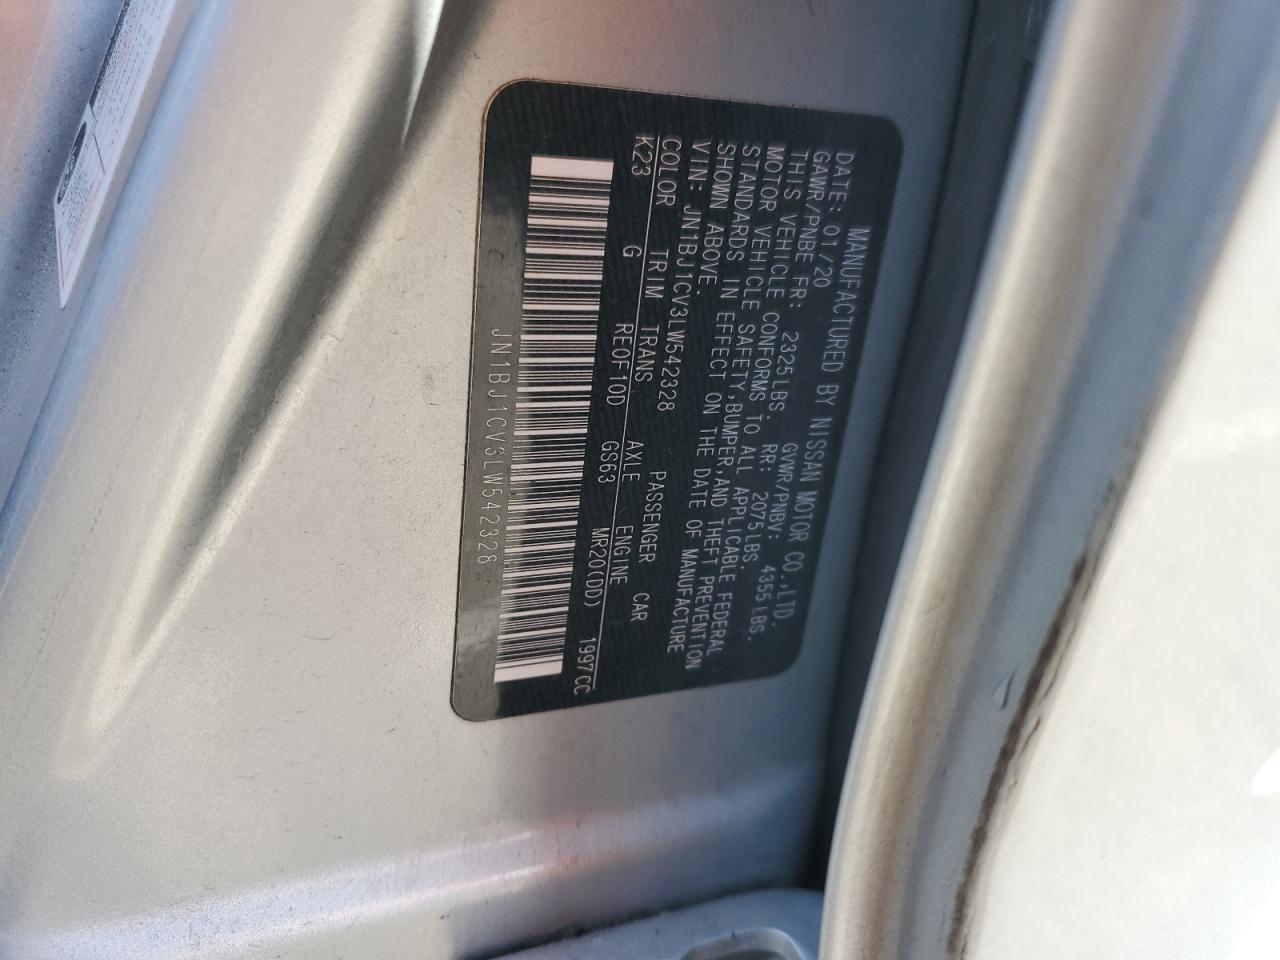 MANUFACTURED BY NISSAN MOTOR CO.,LTD.
DATE: 01/20 GVWR/PNBV: 4355LBS.
GAWR/PNBE FR: 2325LBS. RR: 2075LBS.
THIS VEHICLE CONFORMS TO ALL APPLICABLE FEDERAL
MOTOR VEHICLE SAFETY,BUMPER,AND THEFT PREVENTION
STANDARDS IN EFFECT ON THE DATE OF MANUFACTURE
SHOWN ABOVE.
VIN: JN1BJ1CV3LW542328 PASSENGER CAR
COLOR TRIM TRANS AXLE ENGINE
K23 G RE0F10D GS63 MR20(DD) 1997CC
JN1BJ1CV3LW542328